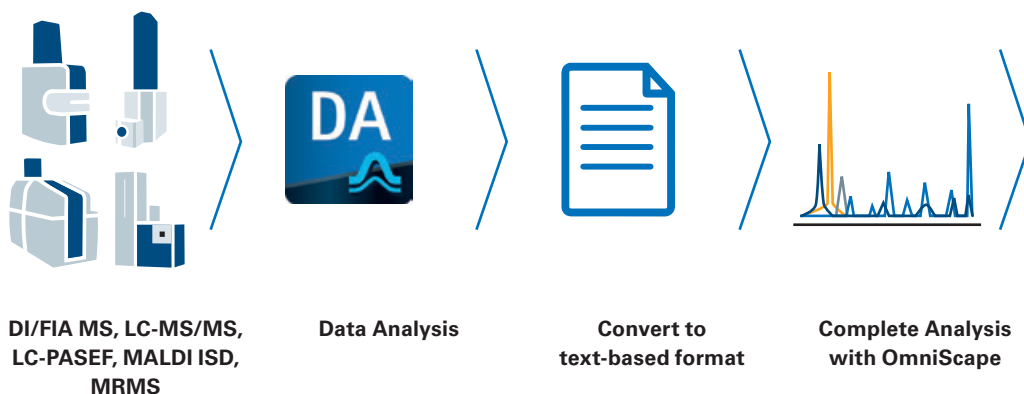 DA
DI/FIA MS, LC-MS/MS,
LC-PASEF, MALDI ISD,
MRMS
Data Analysis
Convert to
text-based format
Complete Analysis
with OmniScape